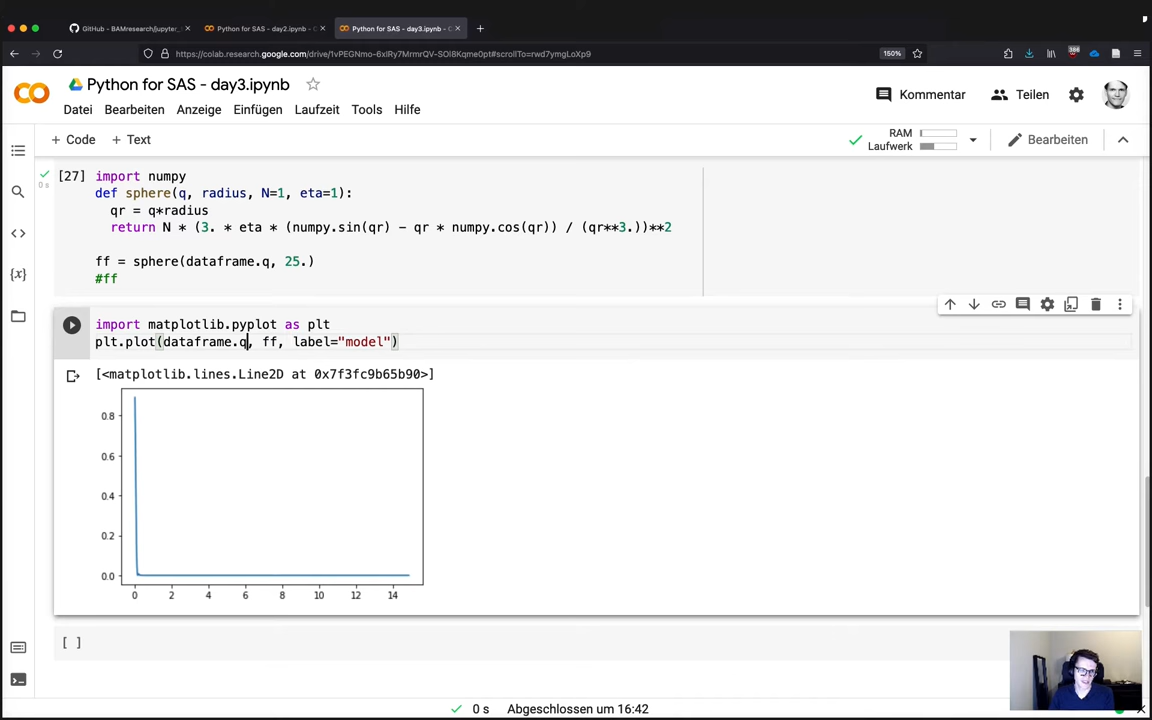 GitHub - BAMresearch/jupyter_
Python for SAS - day2.ipynb - C
Python for SAS - day3.ipynb - C
https://colab.research.google.com/drive/1vPEGNmo-6xlRy7MrmrQV-SOl8Kqme0pt#scrollTo=rwd7ymgLoXp9
150%
386
Python for SAS - day3.ipynb
Datei Bearbeiten Anzeige Einfügen Laufzeit Tools Hilfe
Kommentar
Teilen
+ Code + Text
RAM
Laufwerk
Bearbeiten
[27]
0 s
import numpy
def sphere(q, radius, N=1, eta=1):
qr = q*radius
return N * (3. * eta * (numpy.sin(qr) - qr * numpy.cos(qr)) / (qr**3.))**2
ff = sphere(dataframe.q, 25.)
#ff
{x}
import matplotlib.pyplot as plt
plt.plot(dataframe.q, ff, label="model")
[<matplotlib.lines.Line2D at 0x7f3fc9b65b90>]
0.8
0.6
0.4
0.2
0.0
0 2 4 6 8 10 12 14
[ ]
0 s Abgeschlossen um 16:42